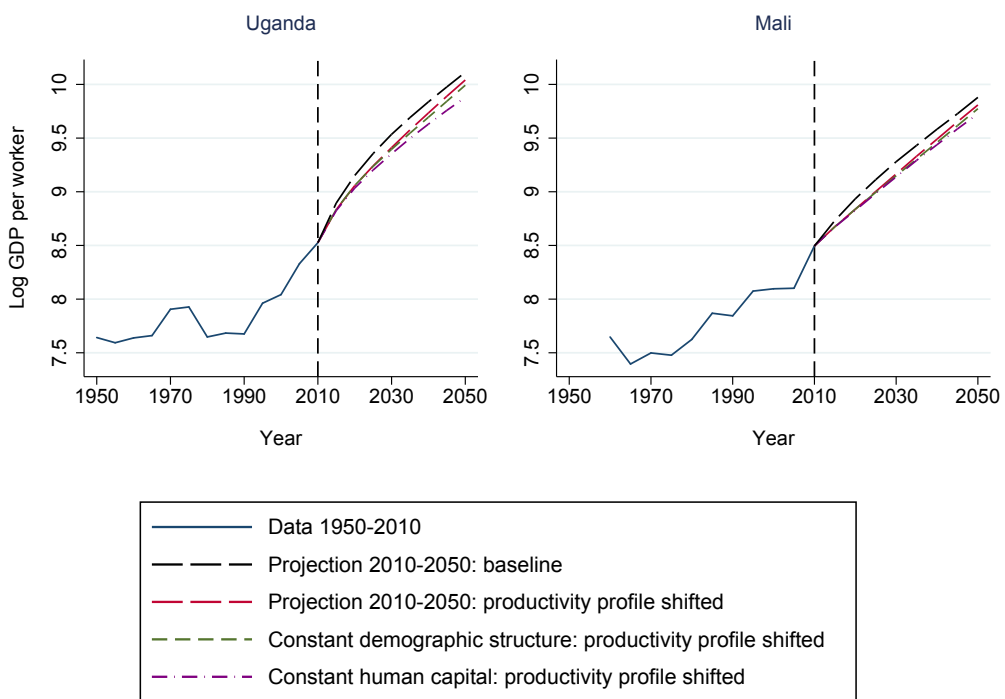 Uganda
Mali
Log GDP per worker
10
9.5
9
8.5
8
7.5
1950 1970 1990 2010 2030 2050
Year
10
9.5
9
8.5
8
7.5
1950 1970 1990 2010 2030 2050
Year
Data 1950-2010
Projection 2010-2050: baseline
Projection 2010-2050: productivity profile shifted
Constant demographic structure: productivity profile shifted
Constant human capital: productivity profile shifted